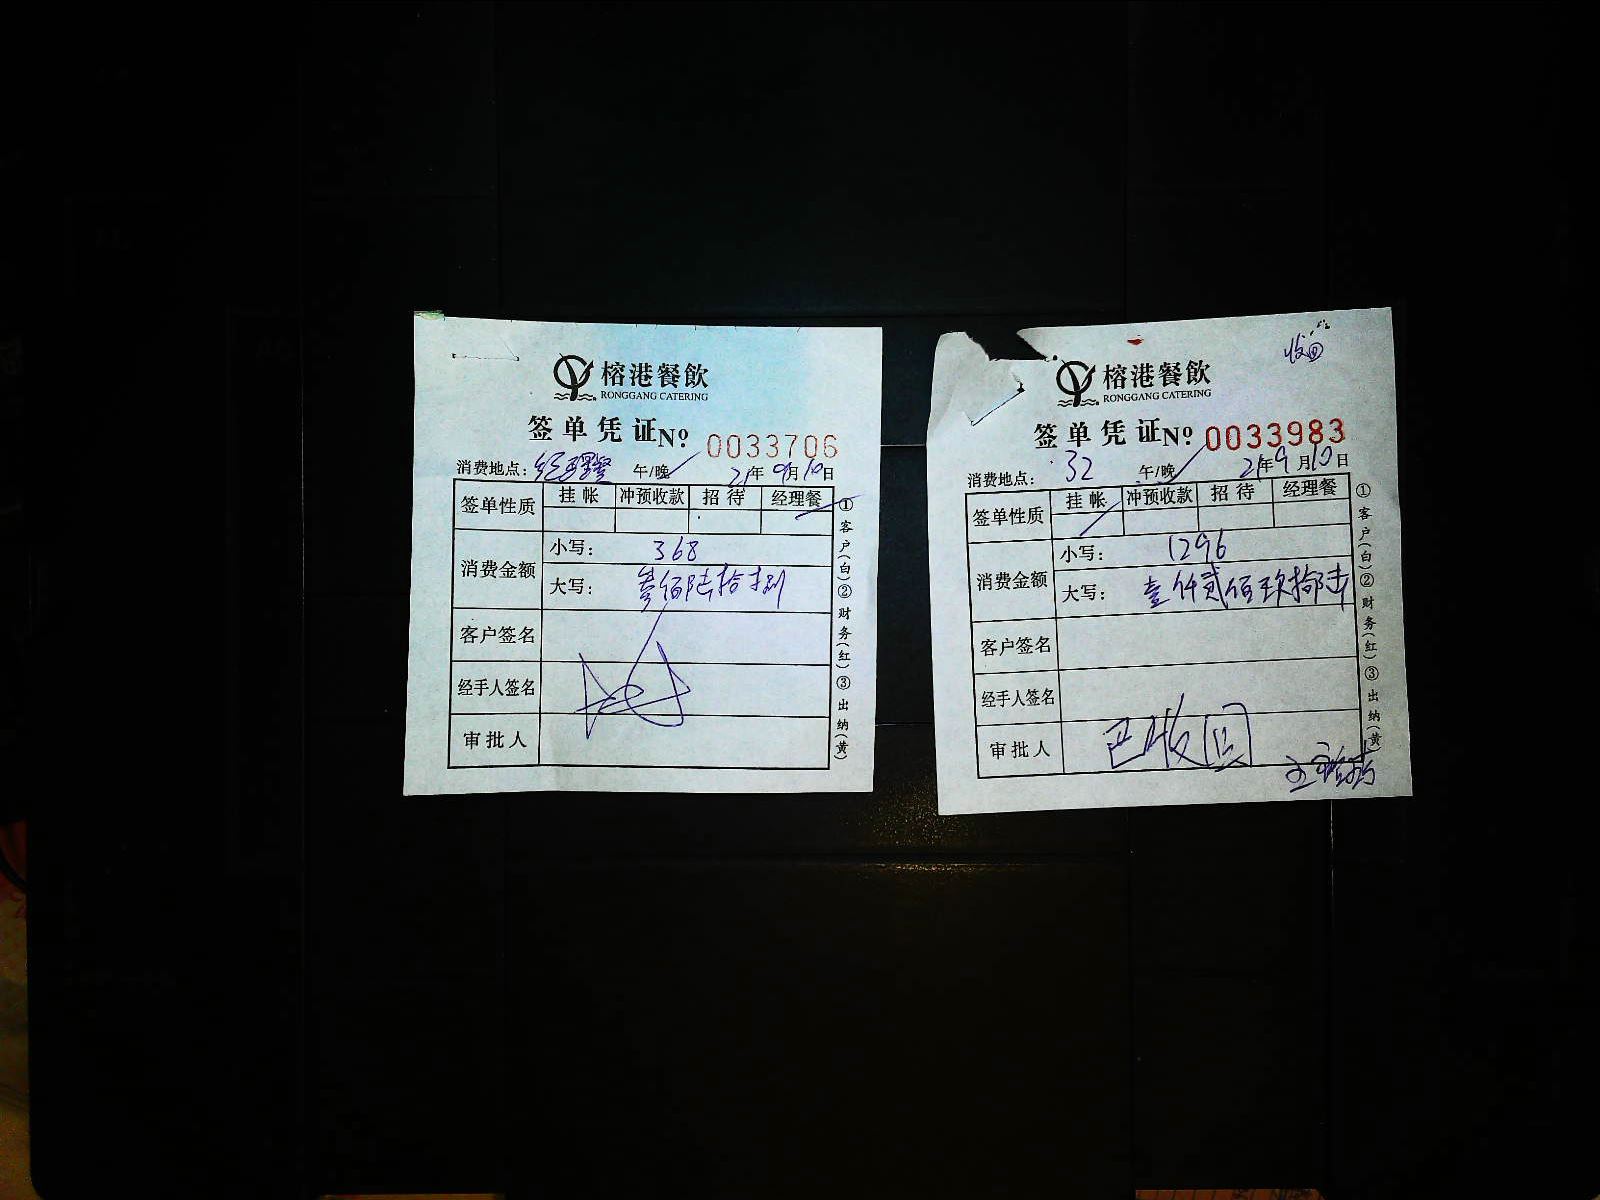 榕港餐飲
RONGGANG CATERING
签单凭证№ 0033706
消费地点：经理餐 午/晚 21年9月10日
签单性质 挂帐 冲预收款 招待 经理餐
消费金额 小写：368
大写：叁佰陆拾捌
客户签名
经手人签名
审批人
①客户(白)②财务(红)③出纳(黄)
收回
榕港餐飲
RONGGANG CATERING
签单凭证№ 0033983
消费地点：32 午/晚 21年9月10日
签单性质 挂帐 冲预收款 招待 经理餐
消费金额 小写：1296
大写：壹仟贰佰玖拾陆
客户签名
经手人签名
审批人 已收回
①客户(白)②财务(红)③出纳(黄)